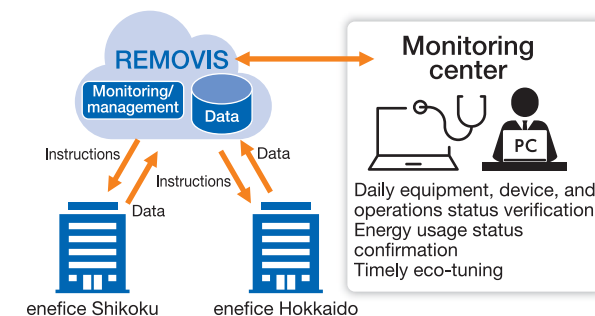 REMOVIS
Monitoring/
management
Data
Instructions
Data
Instructions
Data
enefice Shikoku
enefice Hokkaido
Monitoring
center
PC
Daily equipment, device, and
operations status verification
Energy usage status
confirmation
Timely eco-tuning